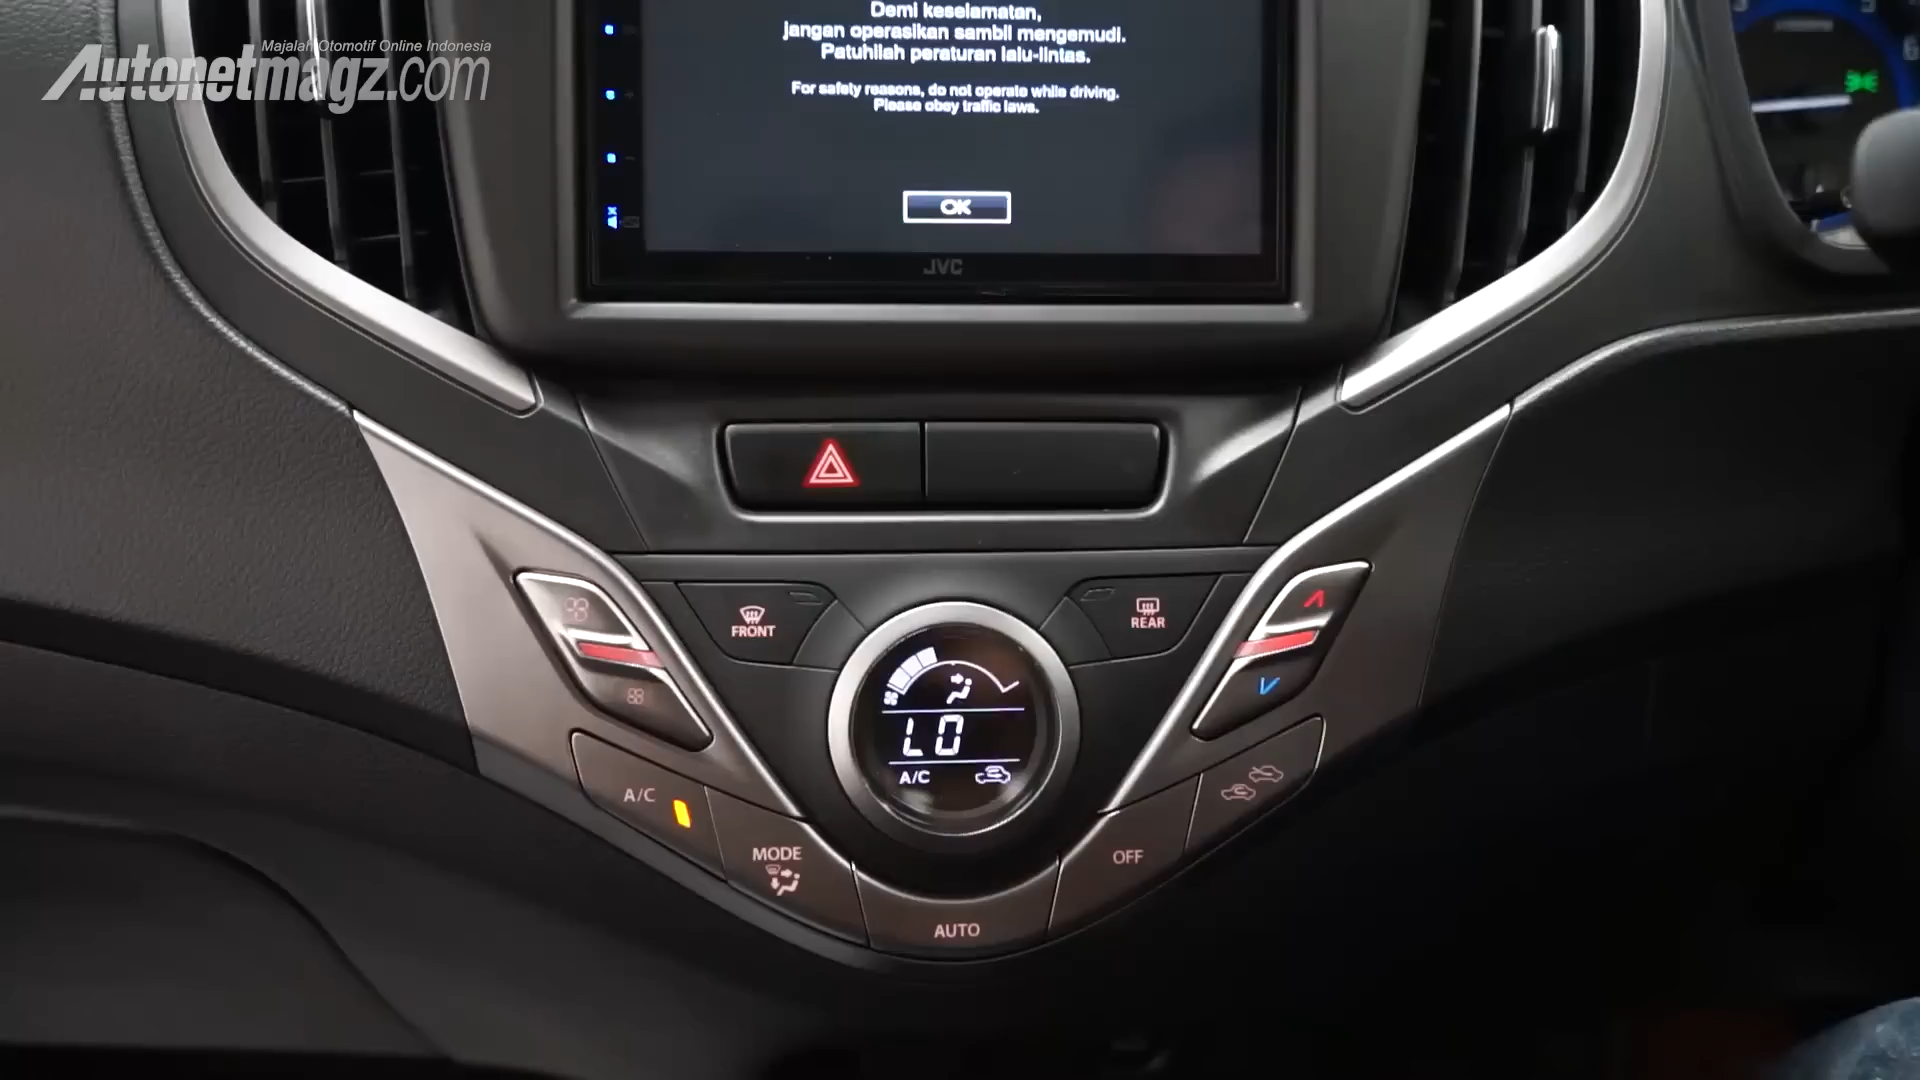 Majalah Otomotif Online Indonesia
Autonetmagz.com
Demi keselamatan,
jangan operasikan sambil mengemudi.
Patuhilah peraturan lalu-lintas.
For safety reasons, do not operate while driving.
Please obey traffic laws.
OK
JVC
FRONT
REAR
LO
A/C
A/C
MODE
OFF
AUTO